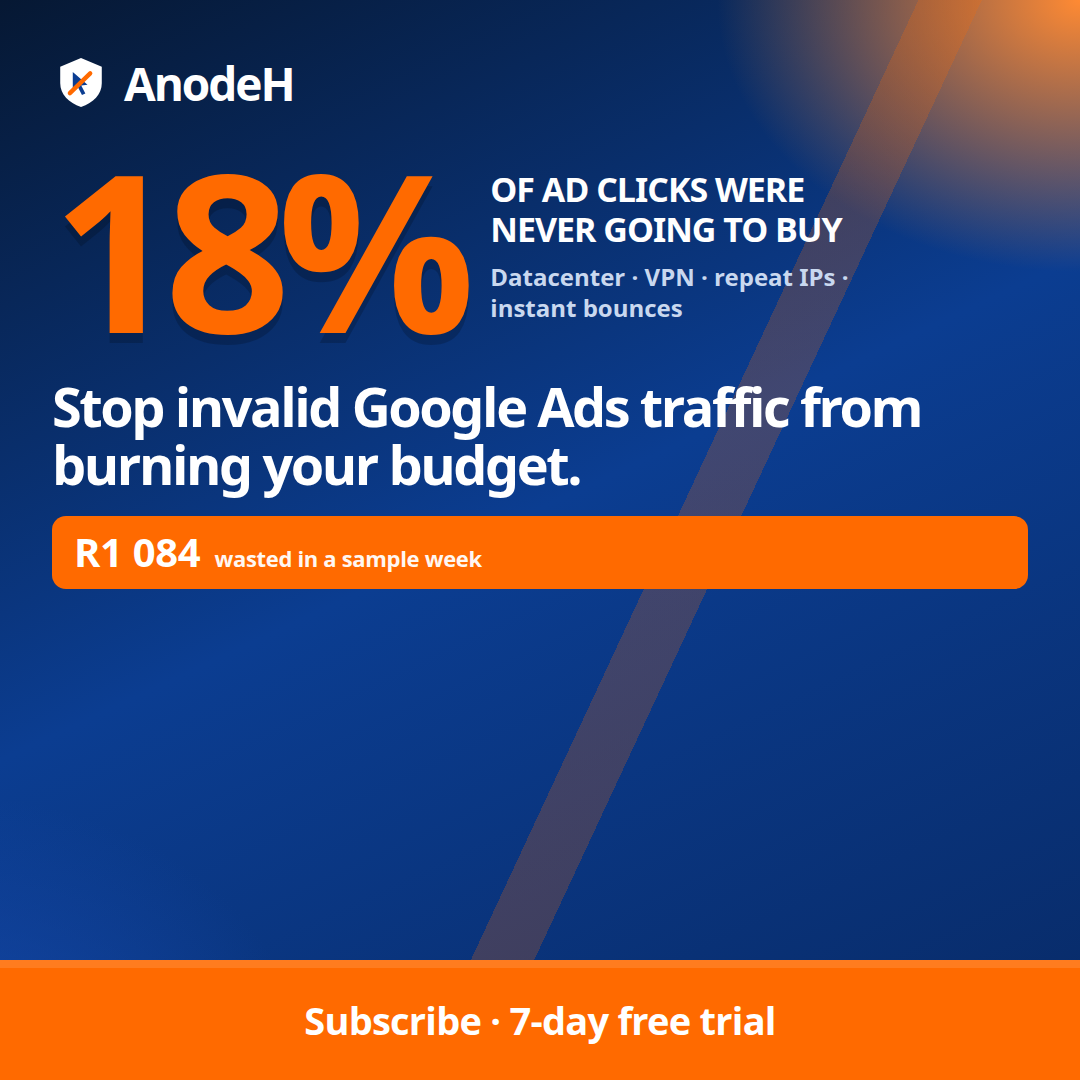 AnodeH
18%
OF AD CLICKS WERE
NEVER GOING TO BUY
Datacenter · VPN · repeat IPs ·
instant bounces
Stop invalid Google Ads traffic from
burning your budget.
R1 084 wasted in a sample week
Subscribe · 7-day free trial